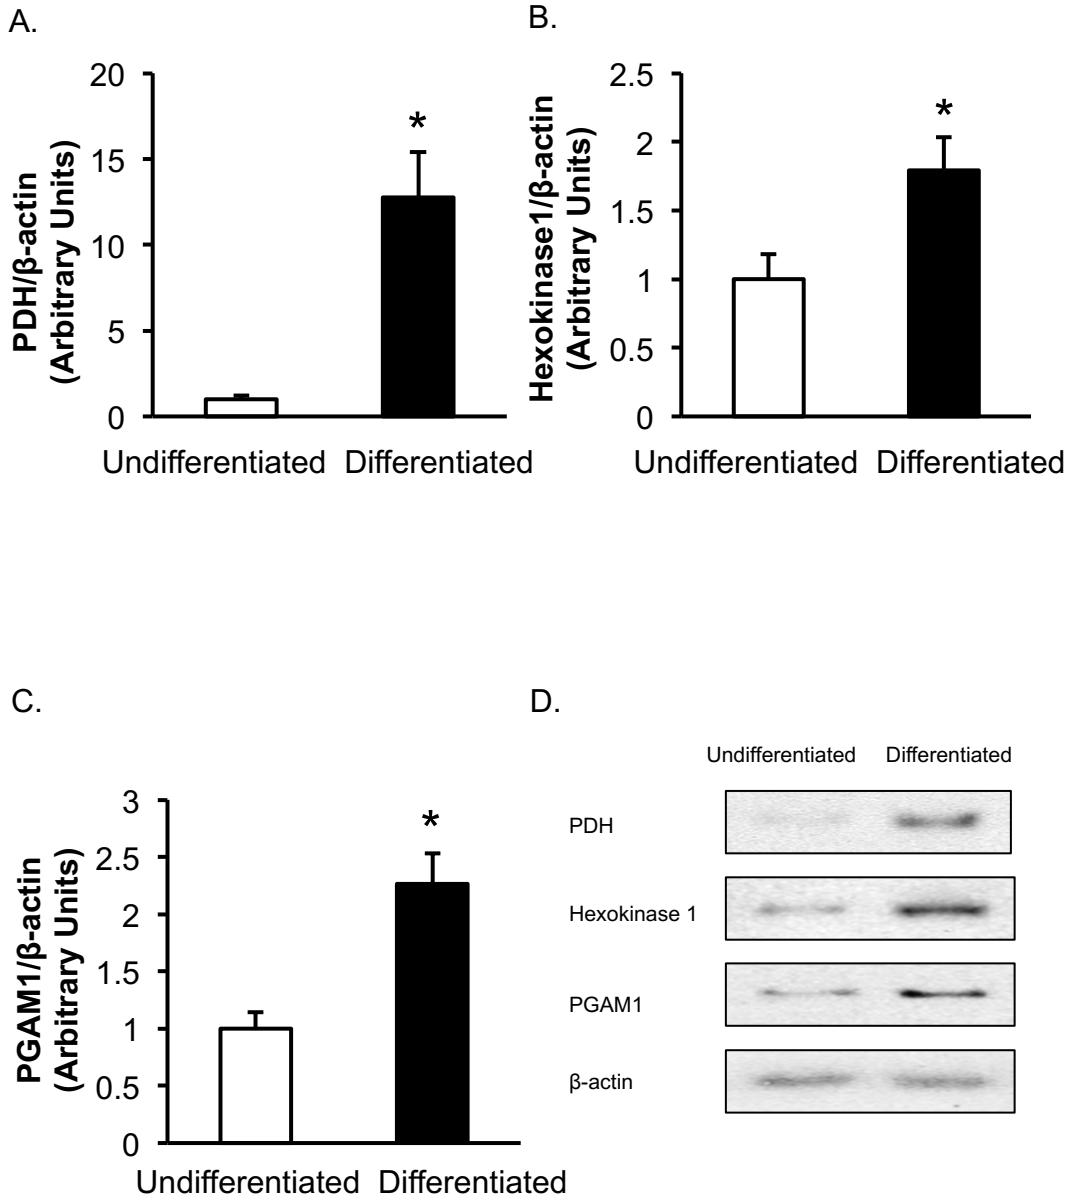 A.
PDH/β-actin
(Arbitrary Units)
20
15
10
5
0
*
Undifferentiated Differentiated
B.
Hexokinase1/β-actin
(Arbitrary Units)
2.5
2
1.5
1
0.5
0
*
Undifferentiated Differentiated
C.
PGAM1/β-actin
(Arbitrary Units)
3
2.5
2
1.5
1
0.5
0
*
Undifferentiated Differentiated
D.
Undifferentiated Differentiated
PDH
Hexokinase 1
PGAM1
β-actin